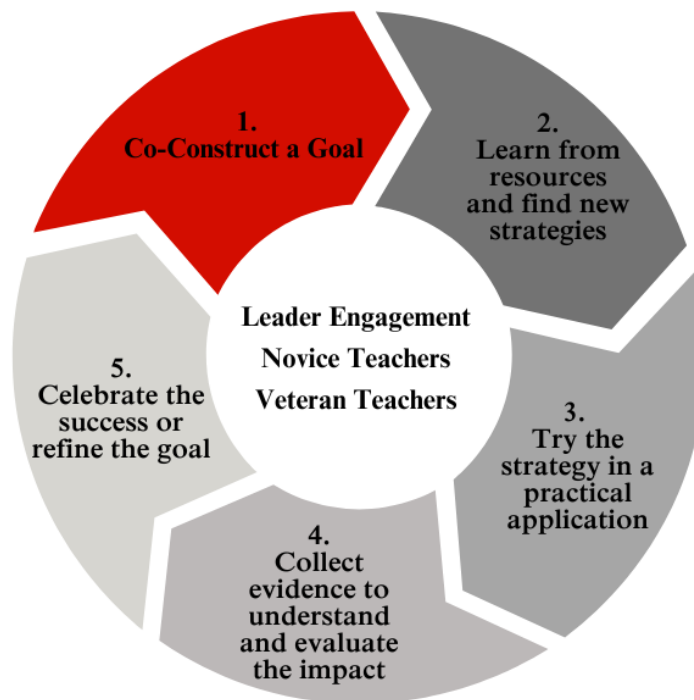 1.
Co-Construct a Goal
2.
Learn from
resources
and find new
strategies
3.
Try the
strategy in a
practical
application
4.
Collect
evidence to
understand
and evaluate
the impact
5.
Celebrate the
success or
refine the goal
Leader Engagement
Novice Teachers
Veteran Teachers